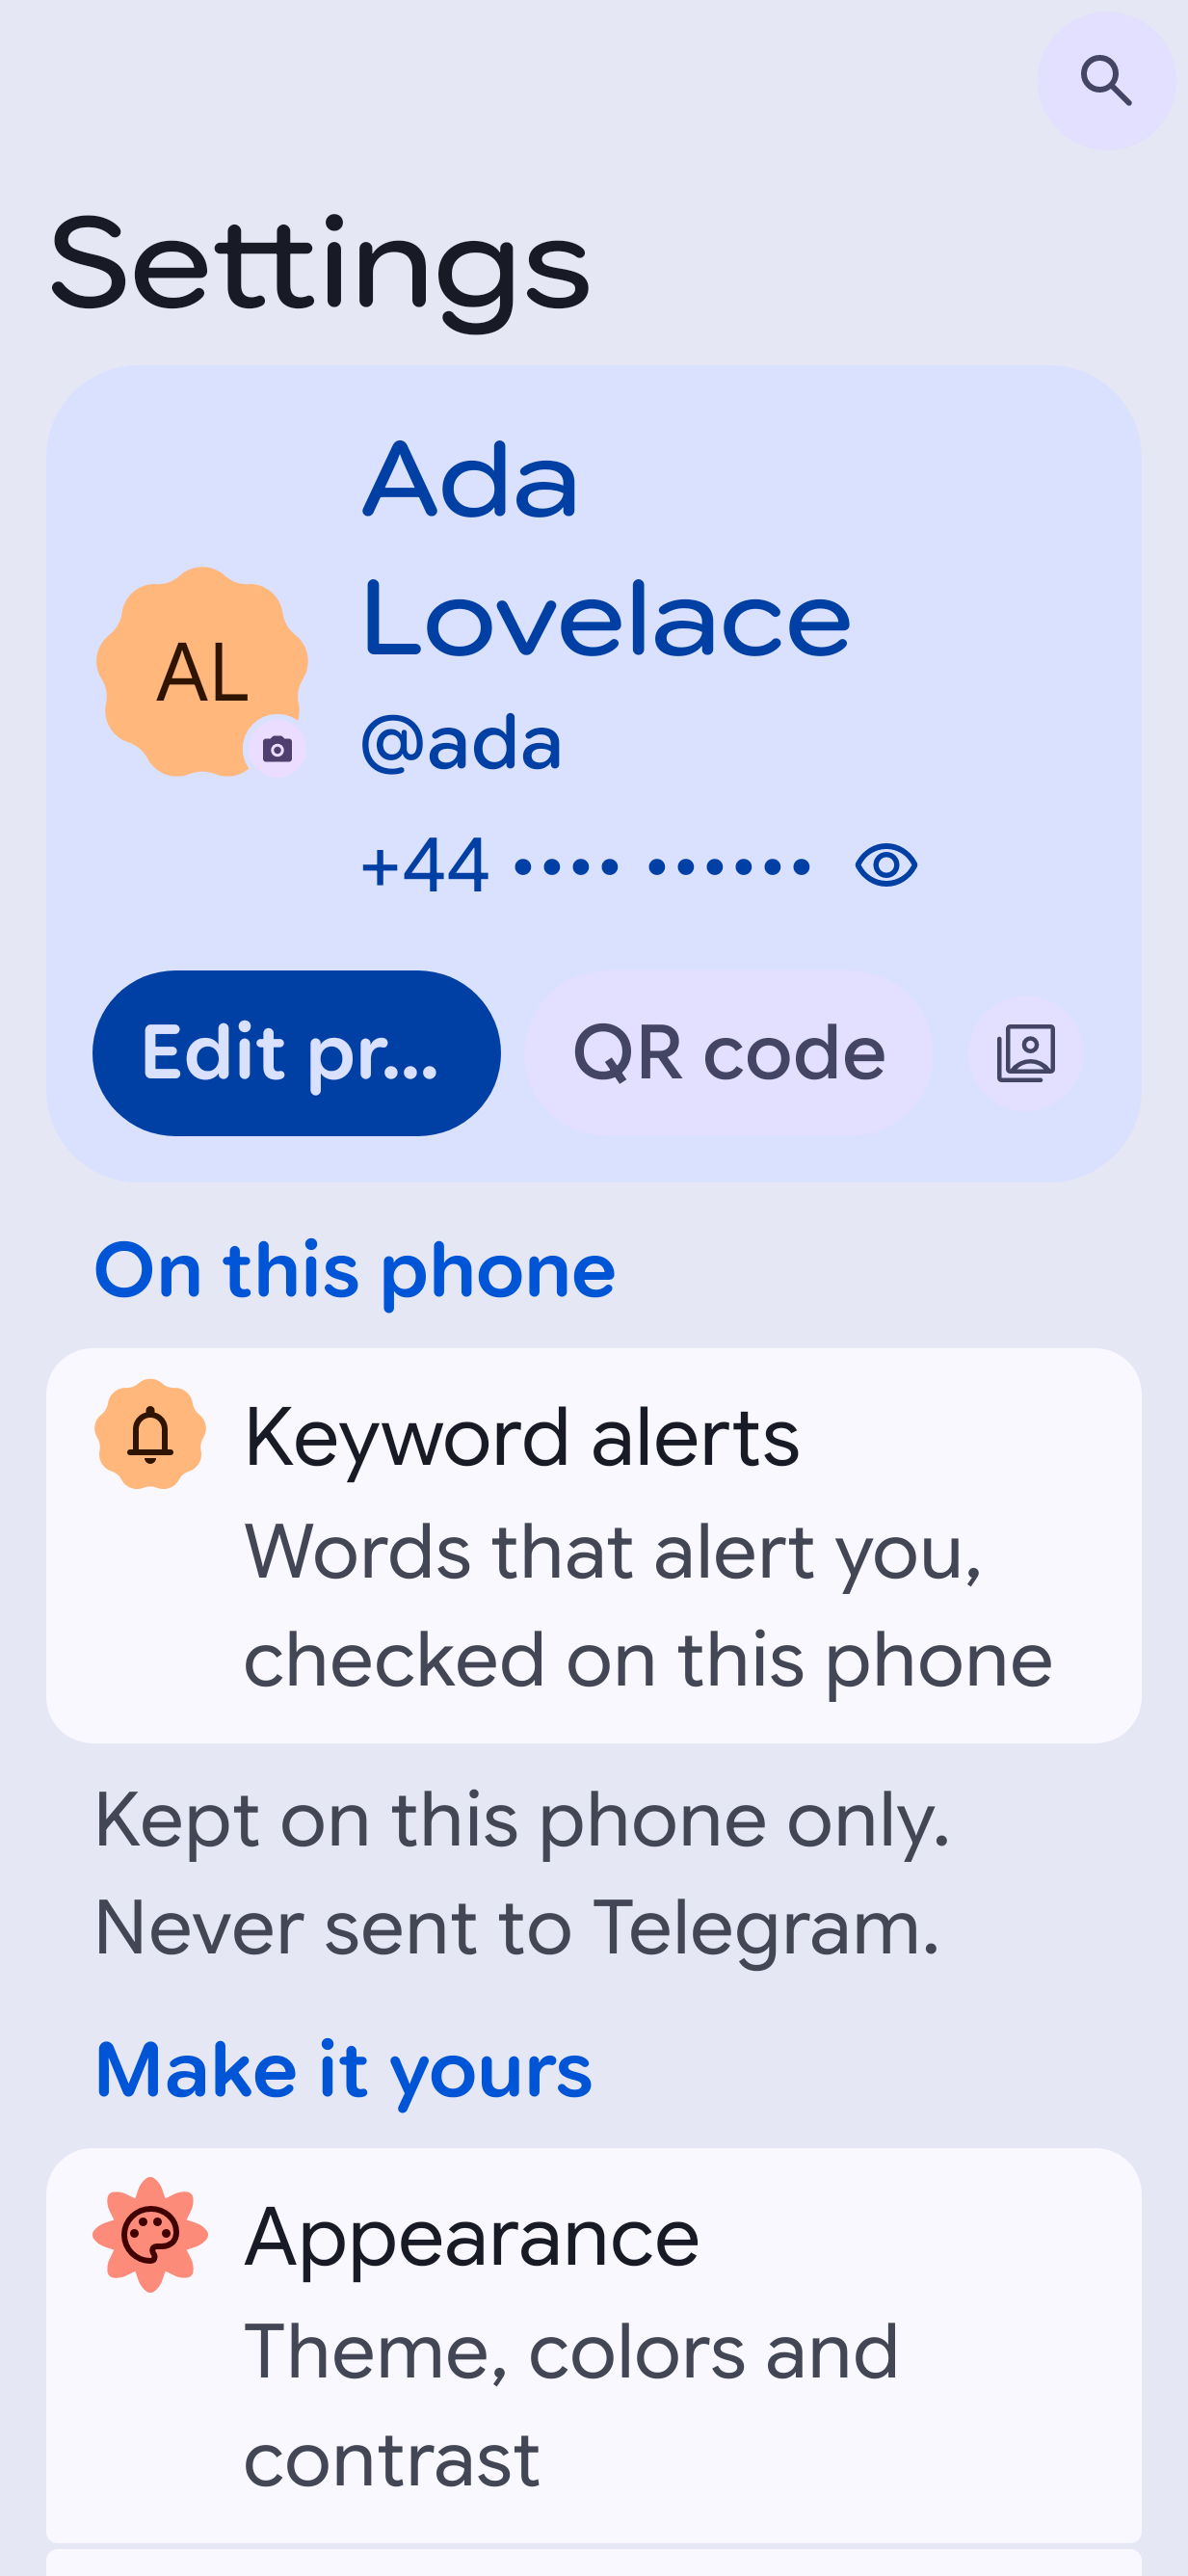 Settings
Ada
Lovelace
AL
@ada
+44 •••• ••••••
Edit pr...
QR code
On this phone
Keyword alerts
Words that alert you,
checked on this phone
Kept on this phone only.
Never sent to Telegram.
Make it yours
Appearance
Theme, colors and
contrast